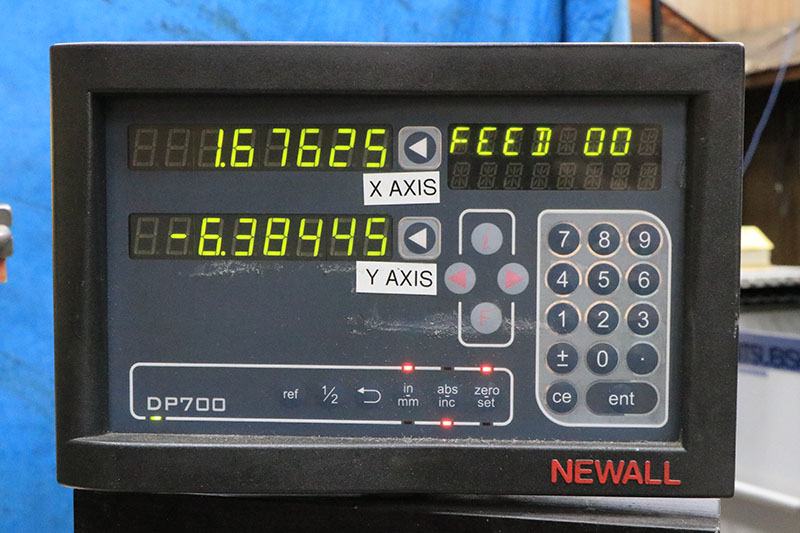 1.67625
FEED 00
X AXIS
-6.38445
Y AXIS
7 8 9
4 5 6
1 2 3
± 0 .
ce ent
ref 1/2 in mm abs inc zero set
DP700
NEWALL